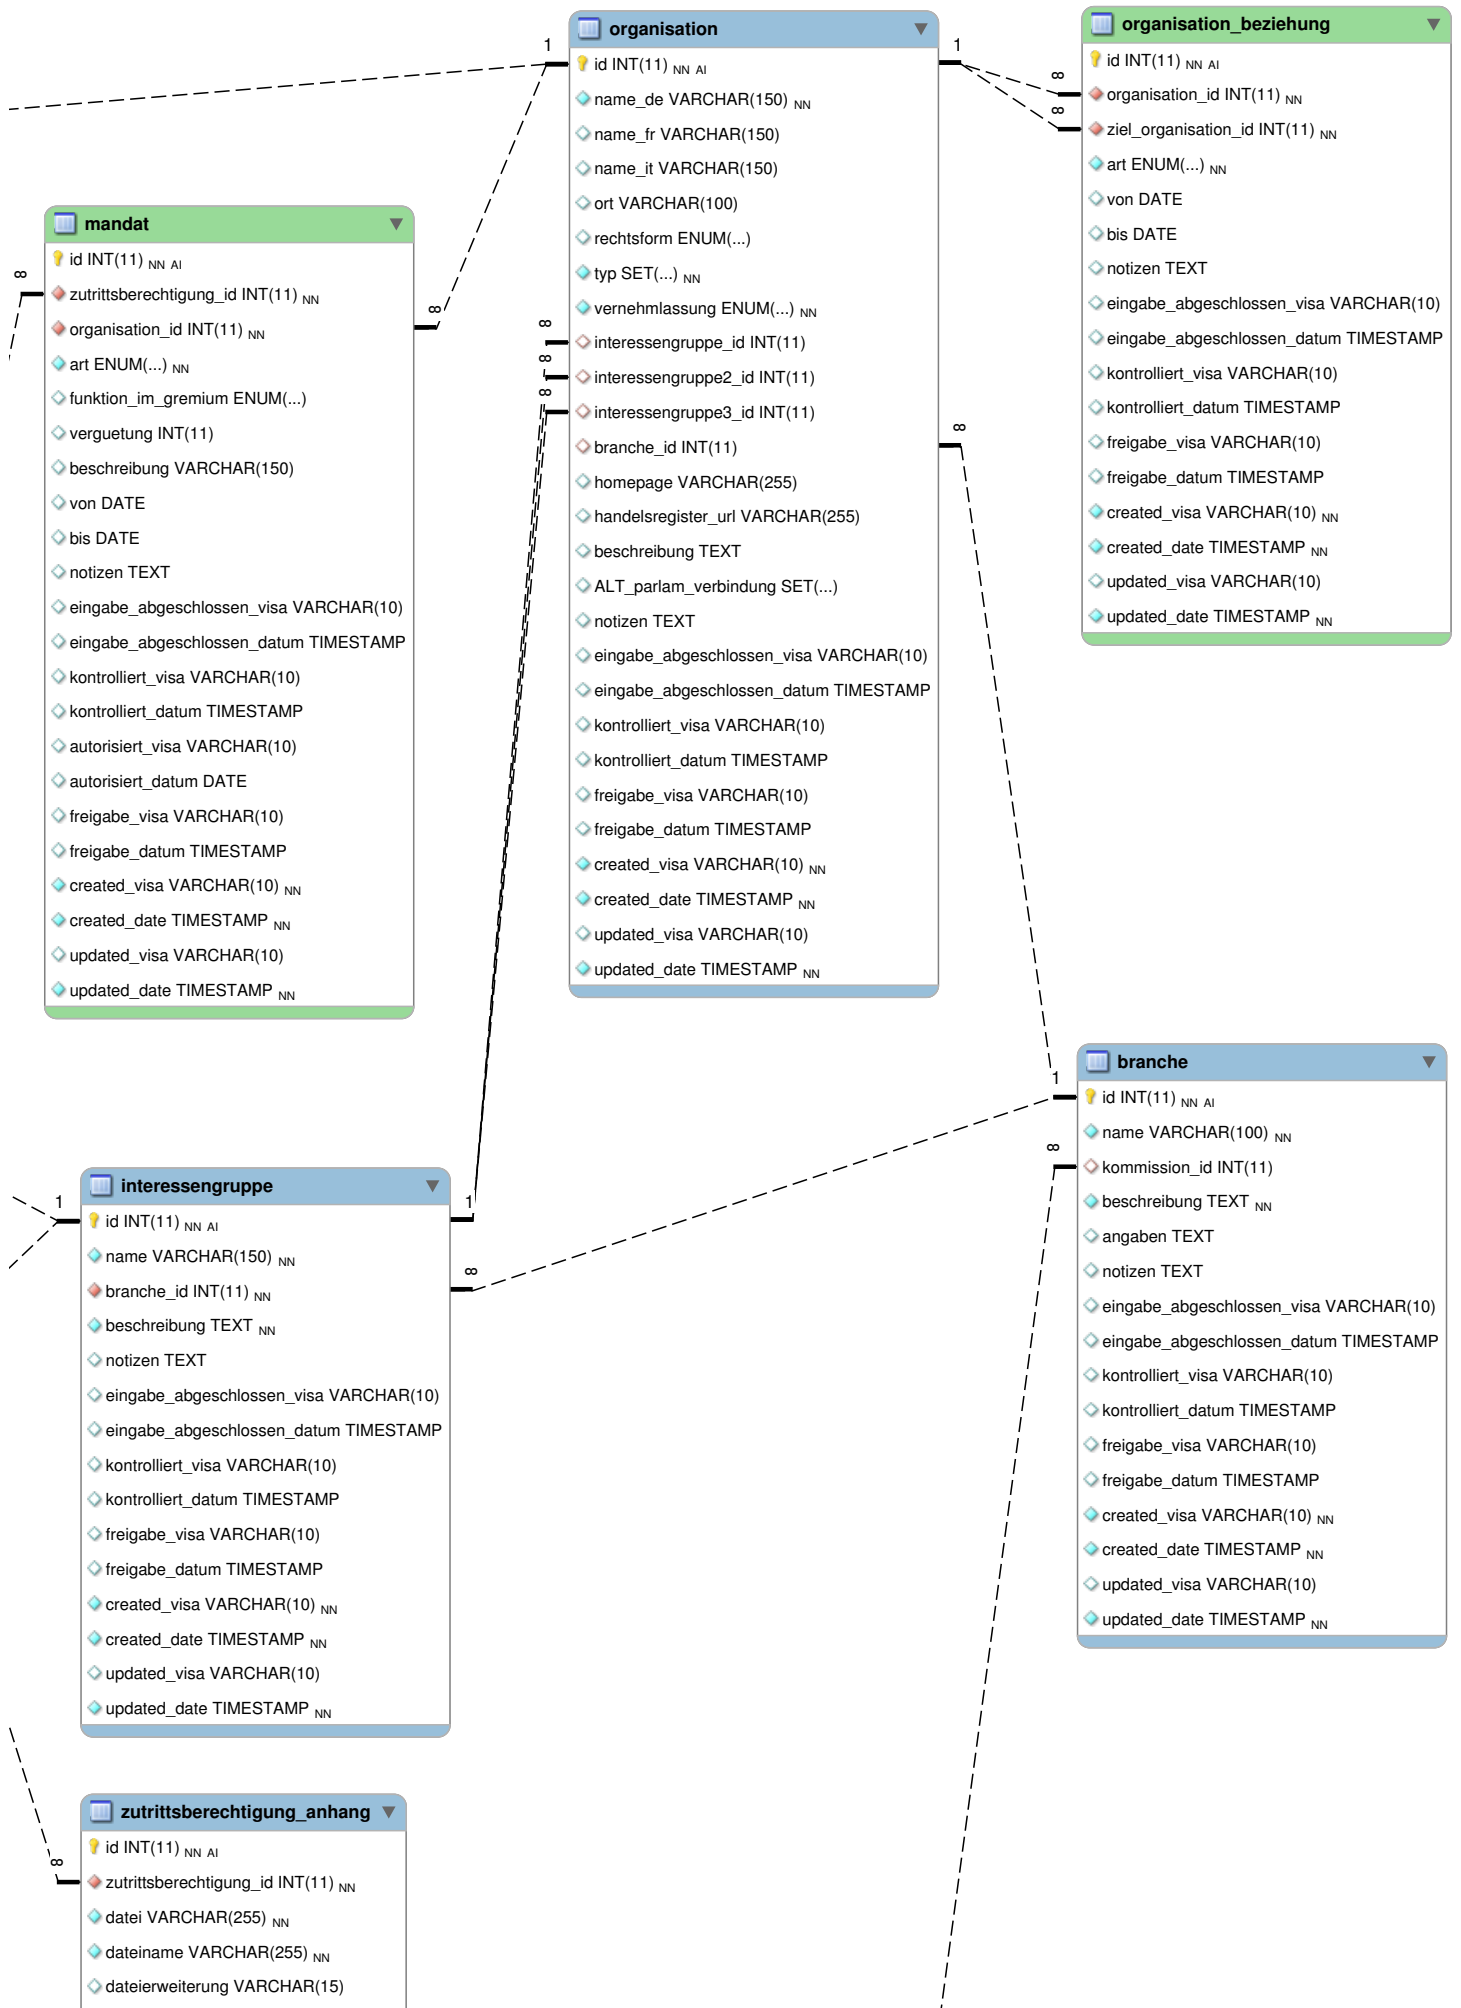 organisation
id INT(11) NN AI
name_de VARCHAR(150) NN
name_fr VARCHAR(150)
name_it VARCHAR(150)
ort VARCHAR(100)
rechtsform ENUM(...)
typ SET(...) NN
vernehmlassung ENUM(...) NN
interessengruppe_id INT(11)
interessengruppe2_id INT(11)
interessengruppe3_id INT(11)
branche_id INT(11)
homepage VARCHAR(255)
handelsregister_url VARCHAR(255)
beschreibung TEXT
ALT_parlam_verbindung SET(...)
notizen TEXT
eingabe_abgeschlossen_visa VARCHAR(10)
eingabe_abgeschlossen_datum TIMESTAMP
kontrolliert_visa VARCHAR(10)
kontrolliert_datum TIMESTAMP
freigabe_visa VARCHAR(10)
freigabe_datum TIMESTAMP
created_visa VARCHAR(10) NN
created_date TIMESTAMP NN
updated_visa VARCHAR(10)
updated_date TIMESTAMP NN
1
1
∞
∞
∞
∞
organisation_beziehung
id INT(11) NN AI
organisation_id INT(11) NN
ziel_organisation_id INT(11) NN
art ENUM(...) NN
von DATE
bis DATE
notizen TEXT
eingabe_abgeschlossen_visa VARCHAR(10)
eingabe_abgeschlossen_datum TIMESTAMP
kontrolliert_visa VARCHAR(10)
kontrolliert_datum TIMESTAMP
freigabe_visa VARCHAR(10)
freigabe_datum TIMESTAMP
created_visa VARCHAR(10) NN
created_date TIMESTAMP NN
updated_visa VARCHAR(10)
updated_date TIMESTAMP NN
∞
∞
mandat
id INT(11) NN AI
zutrittsberechtigung_id INT(11) NN
organisation_id INT(11) NN
art ENUM(...) NN
funktion_im_gremium ENUM(...)
verguetung INT(11)
beschreibung VARCHAR(150)
von DATE
bis DATE
notizen TEXT
eingabe_abgeschlossen_visa VARCHAR(10)
eingabe_abgeschlossen_datum TIMESTAMP
kontrolliert_visa VARCHAR(10)
kontrolliert_datum TIMESTAMP
autorisiert_visa VARCHAR(10)
autorisiert_datum DATE
freigabe_visa VARCHAR(10)
freigabe_datum TIMESTAMP
created_visa VARCHAR(10) NN
created_date TIMESTAMP NN
updated_visa VARCHAR(10)
updated_date TIMESTAMP NN
∞
∞
branche
id INT(11) NN AI
name VARCHAR(100) NN
kommission_id INT(11)
beschreibung TEXT NN
angaben TEXT
notizen TEXT
eingabe_abgeschlossen_visa VARCHAR(10)
eingabe_abgeschlossen_datum TIMESTAMP
kontrolliert_visa VARCHAR(10)
kontrolliert_datum TIMESTAMP
freigabe_visa VARCHAR(10)
freigabe_datum TIMESTAMP
created_visa VARCHAR(10) NN
created_date TIMESTAMP NN
updated_visa VARCHAR(10)
updated_date TIMESTAMP NN
1
∞
interessengruppe
id INT(11) NN AI
name VARCHAR(150) NN
branche_id INT(11) NN
beschreibung TEXT NN
notizen TEXT
eingabe_abgeschlossen_visa VARCHAR(10)
eingabe_abgeschlossen_datum TIMESTAMP
kontrolliert_visa VARCHAR(10)
kontrolliert_datum TIMESTAMP
freigabe_visa VARCHAR(10)
freigabe_datum TIMESTAMP
created_visa VARCHAR(10) NN
created_date TIMESTAMP NN
updated_visa VARCHAR(10)
updated_date TIMESTAMP NN
1
1
∞
zutrittsberechtigung_anhang
id INT(11) NN AI
zutrittsberechtigung_id INT(11) NN
datei VARCHAR(255) NN
dateiname VARCHAR(255) NN
dateierweiterung VARCHAR(15)
∞